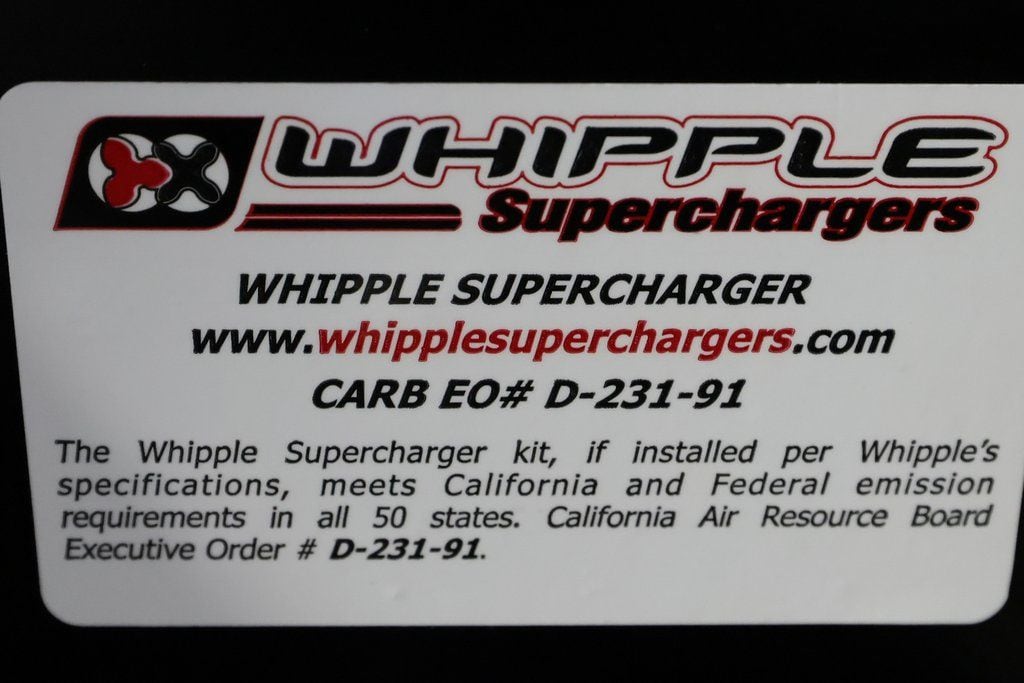 WHIPPLE
Superchargers
WHIPPLE SUPERCHARGER
www.whipplesuperchargers.com
CARB EO# D-231-91
The Whipple Supercharger kit, if installed per Whipple's
specifications, meets California and Federal emission
requirements in all 50 states. California Air Resource Board
Executive Order # D-231-91.